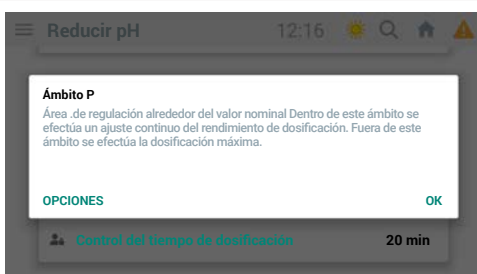 Reducir pH 12:16
Ámbito P
Área .de regulación alrededor del valor nominal Dentro de este ámbito se
efectúa un ajuste continuo del rendimiento de dosificación. Fuera de este
ámbito se efectúa la dosificación máxima.
OPCIONES OK
Control del tiempo de dosificación 20 min